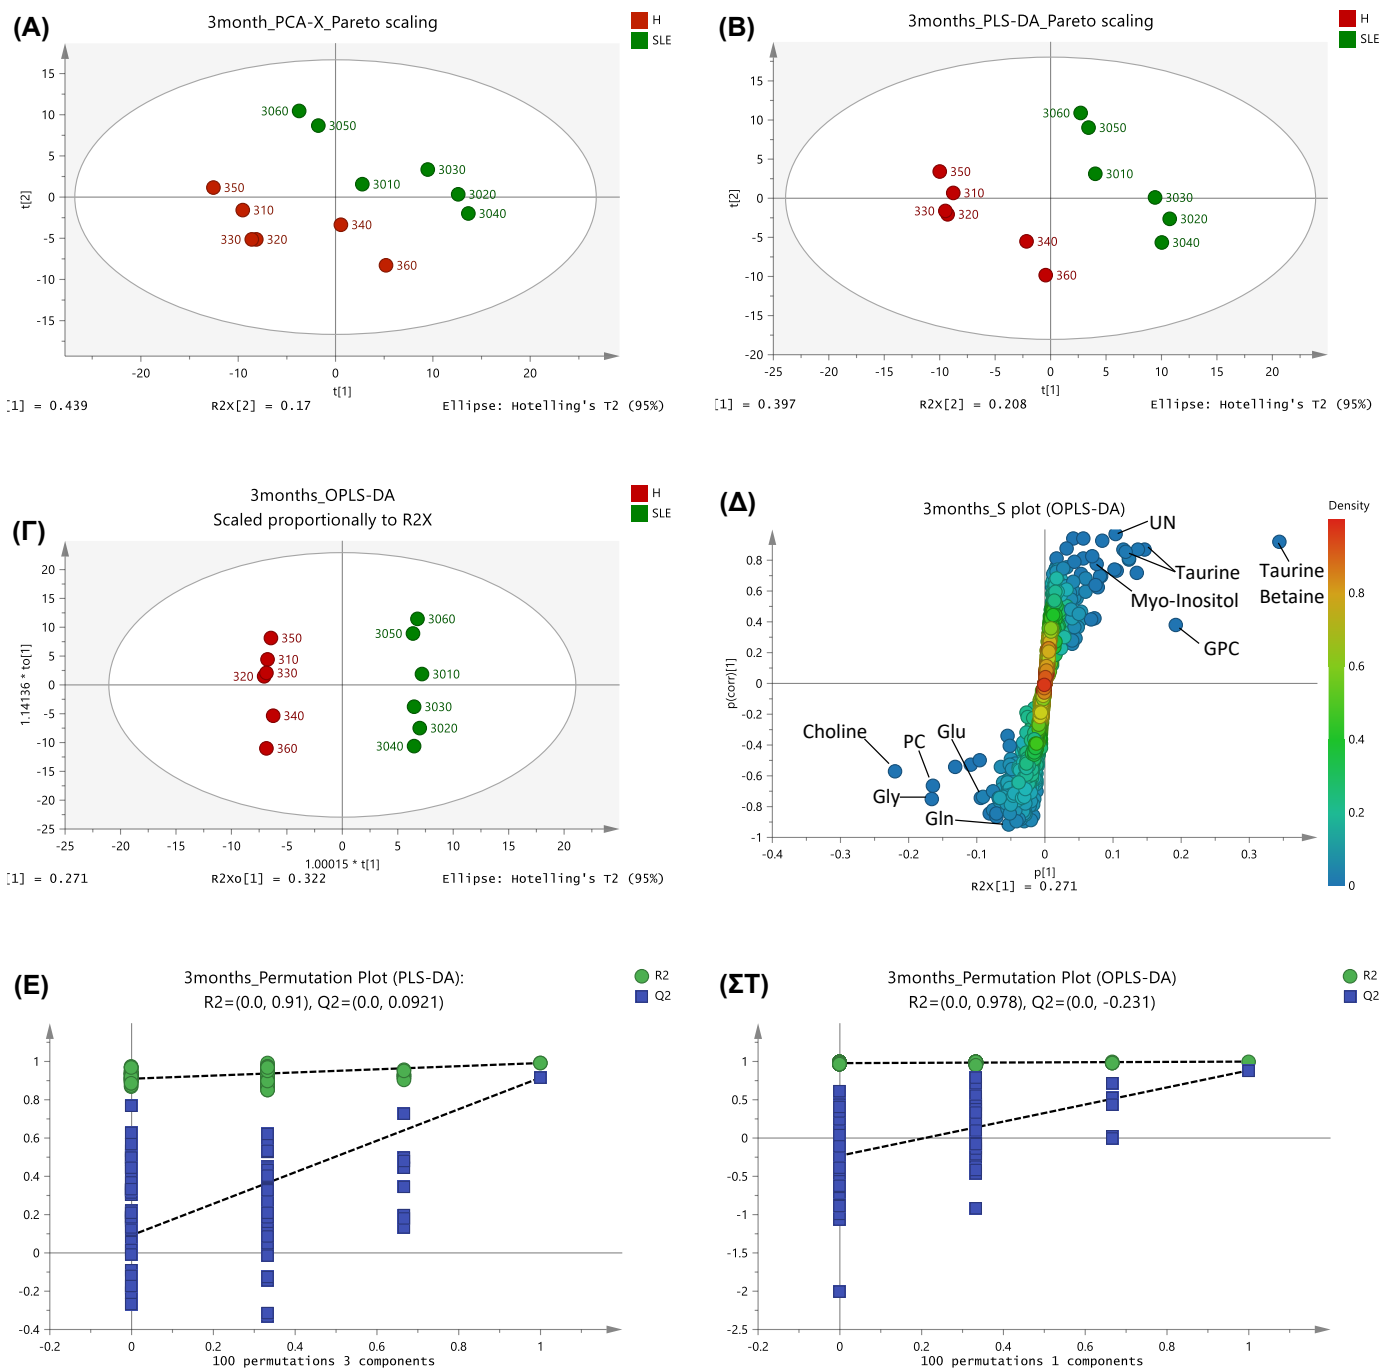 (A)
3month_PCA-X_Pareto scaling
H
SLE
t[2]
15
10
5
0
-5
-10
-15
3060
3050
3030
3010
3020
3040
350
310
340
330
320
360
-20
-10
0
10
20
t[1]
[1] = 0.439
R2X[2] = 0.17
Ellipse: Hotelling's T2 (95%)
(B)
3months_PLS-DA_Pareto scaling
H
SLE
t[2]
15
10
5
0
-5
-10
-15
-20
3060
3050
3010
3030
3020
3040
350
310
330
320
340
360
-20
-15
-10
-5
0
5
10
15
20
t[1]
[1] = 0.397
R2X[2] = 0.208
Ellipse: Hotelling's T2 (95%)
(Γ)
3months_OPLS-DA
Scaled proportionally to R2X
H
SLE
1.14136 * to[1]
20
15
10
5
0
-5
-10
-15
-20
-25
3060
3050
3010
3030
3020
3040
350
310
330
320
340
360
-25
-20
-15
-10
-5
0
5
10
15
20
25
1.00015 * t[1]
[1] = 0.271
R2Xo[1] = 0.322
Ellipse: Hotelling's T2 (95%)
(Δ)
3months_S plot (OPLS-DA)
Density
p(corr)[1]
0.8
0.6
0.4
0.2
0
-0.2
-0.4
-0.6
-0.8
-1
UN
Taurine
Myo-Inositol
Taurine
Betaine
GPC
Choline
PC
Glu
Gly
Gln
0.8
0.6
0.4
0.2
0
-0.4
-0.3
-0.2
-0.1
0
0.1
0.2
0.3
p[1]
R2X[1] = 0.271
(E)
3months_Permutation Plot (PLS-DA):
R2=(0.0, 0.91), Q2=(0.0, 0.0921)
R2
Q2
1
0.8
0.6
0.4
0.2
0
-0.2
-0.4
-0.2
0
0.2
0.4
0.6
0.8
1
100 permutations 3 components
(ΣΤ)
3months_Permutation Plot (OPLS-DA)
R2=(0.0, 0.978), Q2=(0.0, -0.231)
R2
Q2
1
0.5
0
-0.5
-1
-1.5
-2
-2.5
-0.2
0
0.2
0.4
0.6
0.8
1
100 permutations 1 components